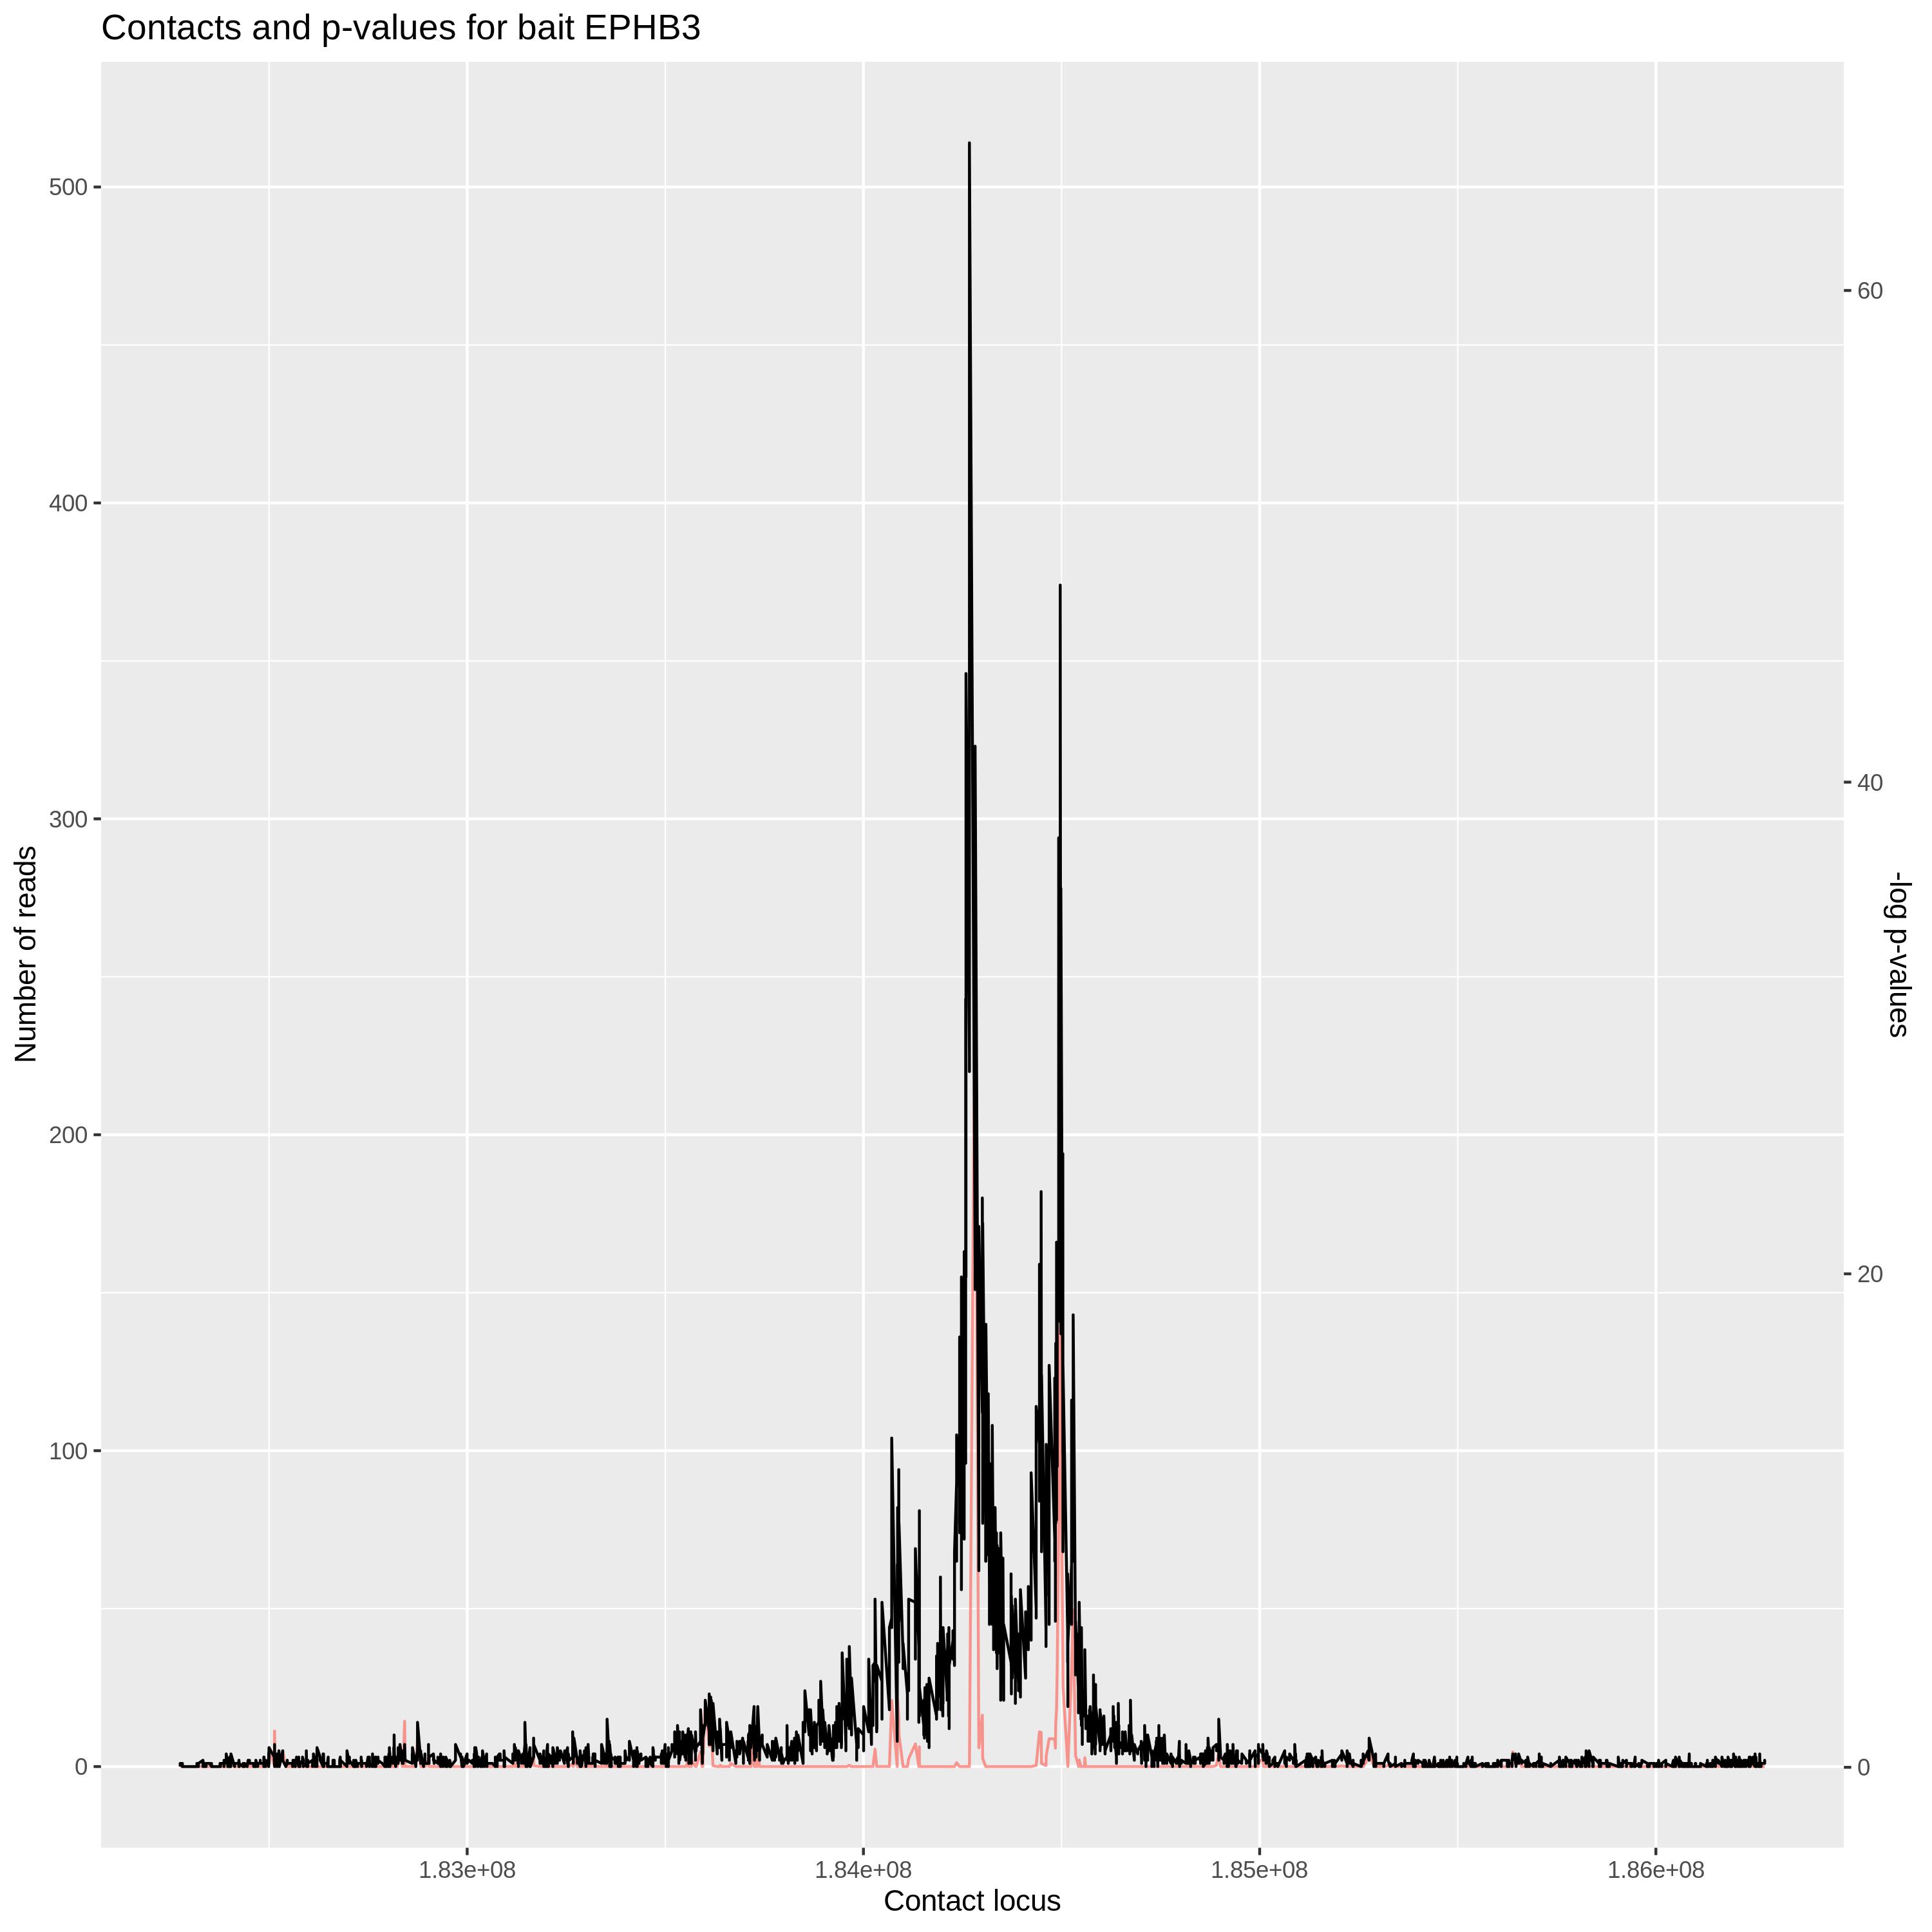 Contacts and p-values for bait EPHB3
Number of reads
500
400
300
200
100
0
60
40
20
0
-log p-values
1.83e+08
1.84e+08
1.85e+08
1.86e+08
Contact locus